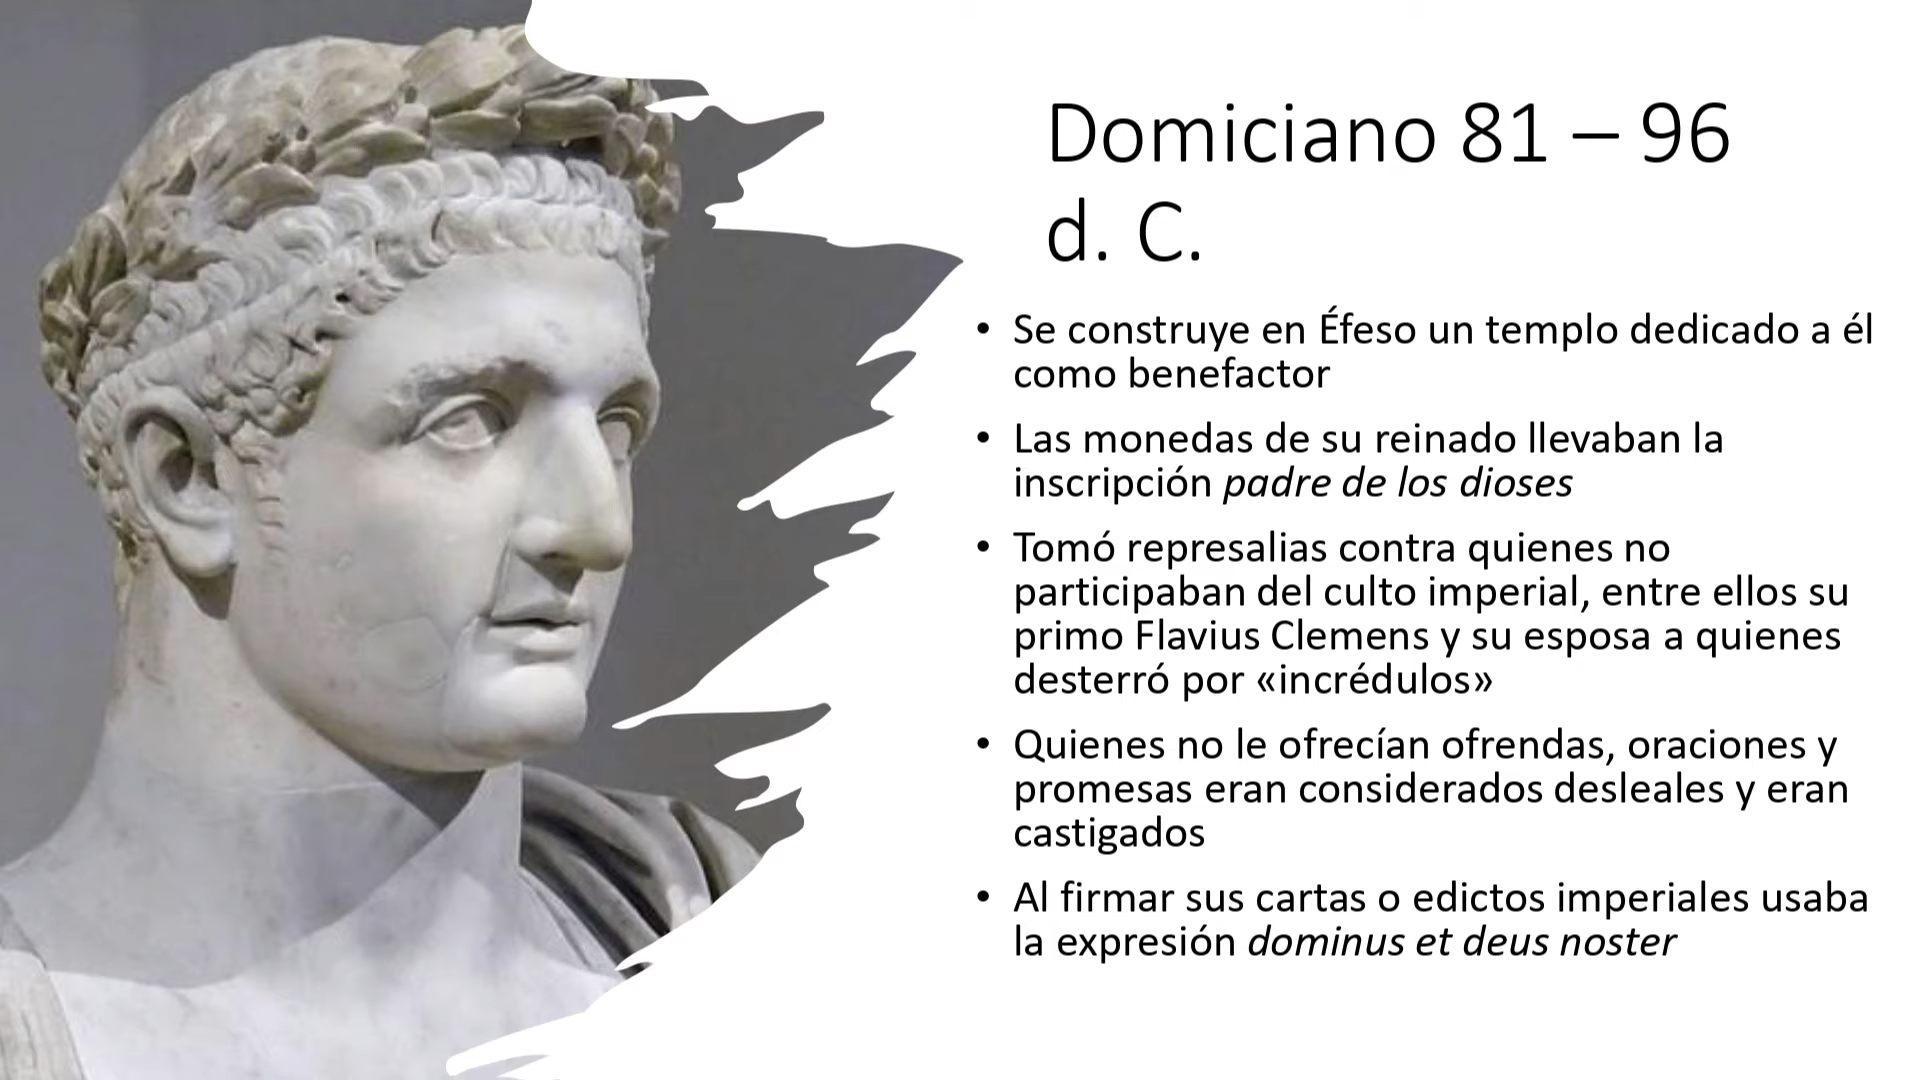 Domiciano 81 – 96
d. C.
• Se construye en Éfeso un templo dedicado a él
como benefactor
• Las monedas de su reinado llevaban la
inscripción padre de los dioses
• Tomó represalias contra quienes no
participaban del culto imperial, entre ellos su
primo Flavius Clemens y su esposa a quienes
desterró por «incrédulos»
• Quienes no le ofrecían ofrendas, oraciones y
promesas eran considerados desleales y eran
castigados
• Al firmar sus cartas o edictos imperiales usaba
la expresión dominus et deus noster